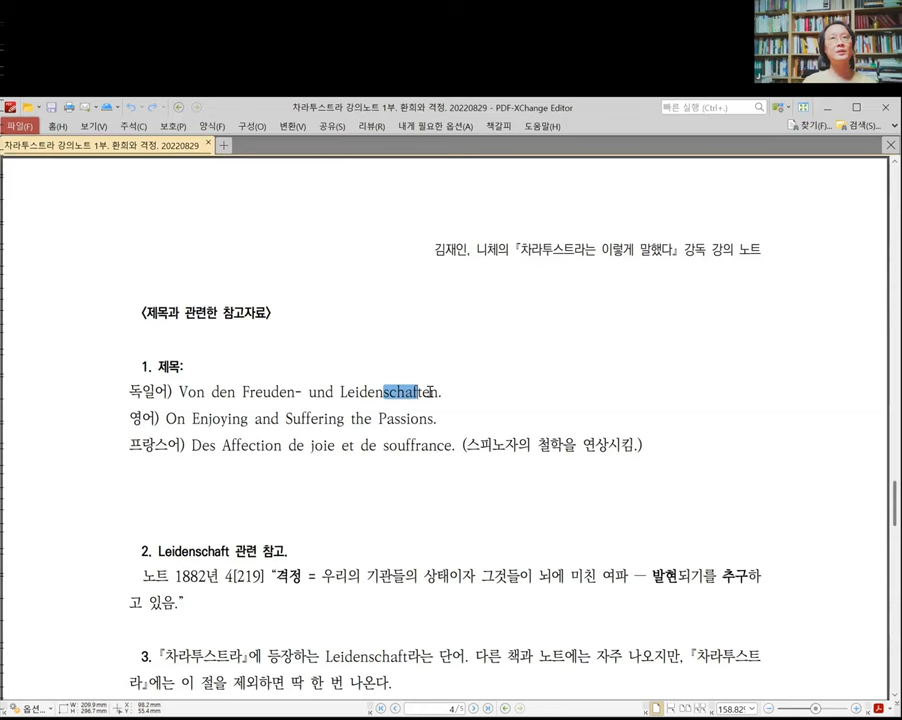 차라투스트라 강의노트 1부. 환희와 격정. 20220829 - PDF-XChange Editor
빠른 실행 (Ctrl+.)
파일(F) 홈(H) 보기(V) 주석(C) 보호(P) 양식(F) 구성(O) 변환(V) 공유(S) 리뷰(R) 내게 필요한 옵션(A) 책갈피 도움말(H)
찾기(F)... 검색(S)...
차라투스트라 강의노트 1부. 환희와 격정. 20220829
김재인, 니체의 『차라투스트라는 이렇게 말했다』 강독 강의 노트
〈제목과 관련한 참고자료〉
1. 제목:
독일어) Von den Freuden- und Leidenschaften.
영어) On Enjoying and Suffering the Passions.
프랑스어) Des Affection de joie et de souffrance. (스피노자의 철학을 연상시킴.)
2. Leidenschaft 관련 참고.
노트 1882년 4[219] “격정 = 우리의 기관들의 상태이자 그것들이 뇌에 미친 여파 — 발현되기를 추구하
고 있음.”
3. 『차라투스트라』에 등장하는 Leidenschaft라는 단어. 다른 책과 노트에는 자주 나오지만, 『차라투스트
라』에는 이 절을 제외하면 딱 한 번 나온다.
옵션... W: 209.9mm H: 296.7mm X: 98.2mm Y: 55.4mm
4/5
158.82%